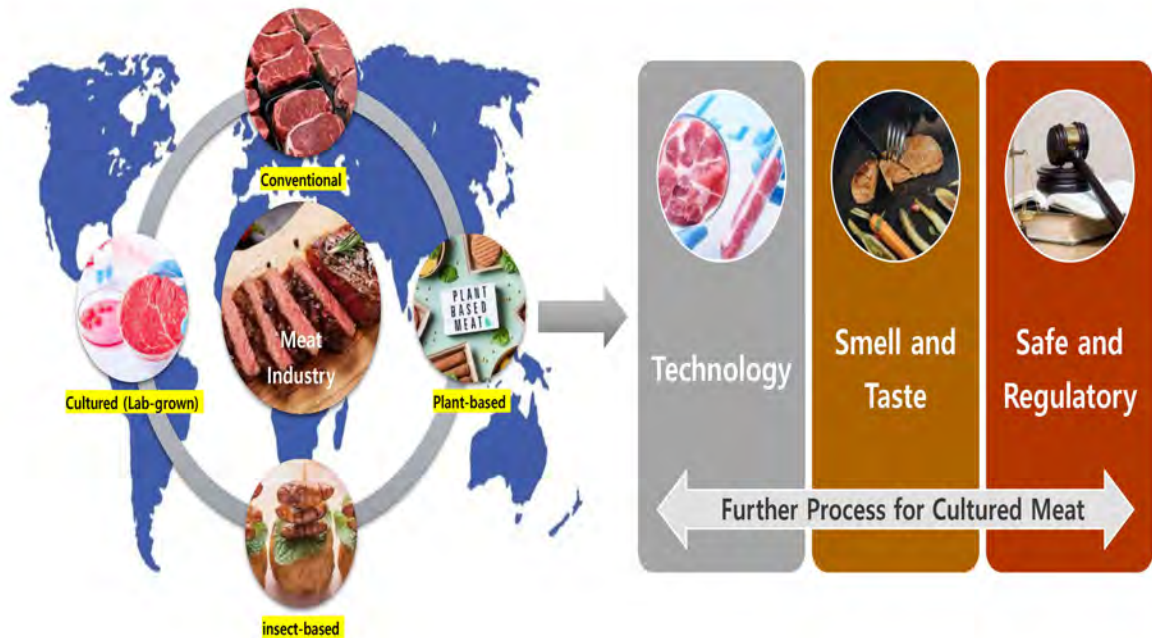 Conventional
PLANT
BASED
MEAT
Meat
Industry
Cultured (Lab-grown)
Plant-based
insect-based
Technology
Smell and
Taste
Safe and
Regulatory
Further Process for Cultured Meat